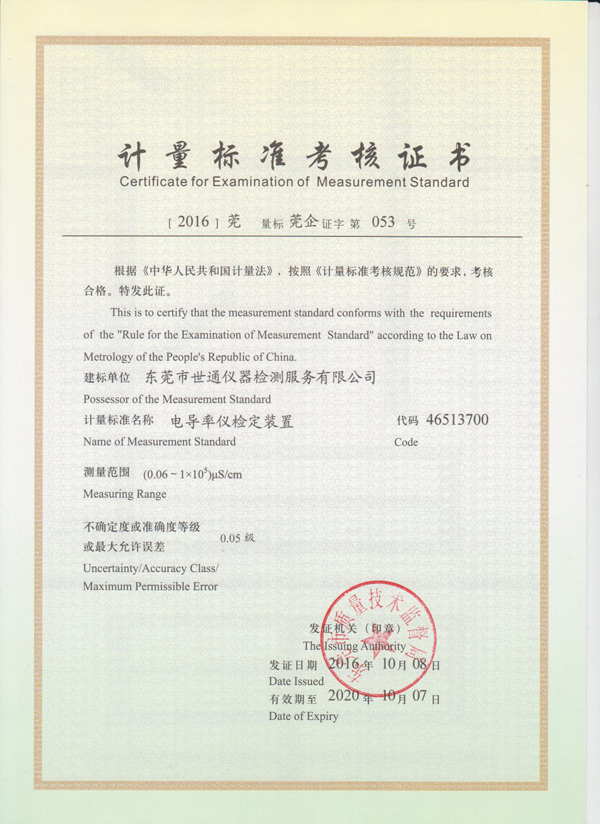 计量标准考核证书
Certificate for Examination of Measurement Standard
[ 2016 ] 莞 量标 莞企 证字 第 053 号
根据《中华人民共和国计量法》，按照《计量标准考核规范》的要求，考核
合格。特发此证。
This is to certify that the measurement standard conforms with the requirements
of the "Rule for the Examination of Measurement Standard" according to the Law on
Metrology of the People's Republic of China.
建标单位 东莞市世通仪器检测服务有限公司
Possessor of the Measurement Standard
计量标准名称 电导率仪检定装置 代码 46513700
Name of Measurement Standard Code
测量范围 (0.06～1×10⁵)μS/cm
Measuring Range
不确定度或准确度等级
或最大允许误差 0.05 级
Uncertainty/Accuracy Class/
Maximum Permissible Error
东莞市质量技术监督局
发证机关（印章）
The Issuing Authority
发证日期 2016 年 10 月 08 日
Date Issued
有效期至 2020 年 10 月 07 日
Date of Expiry